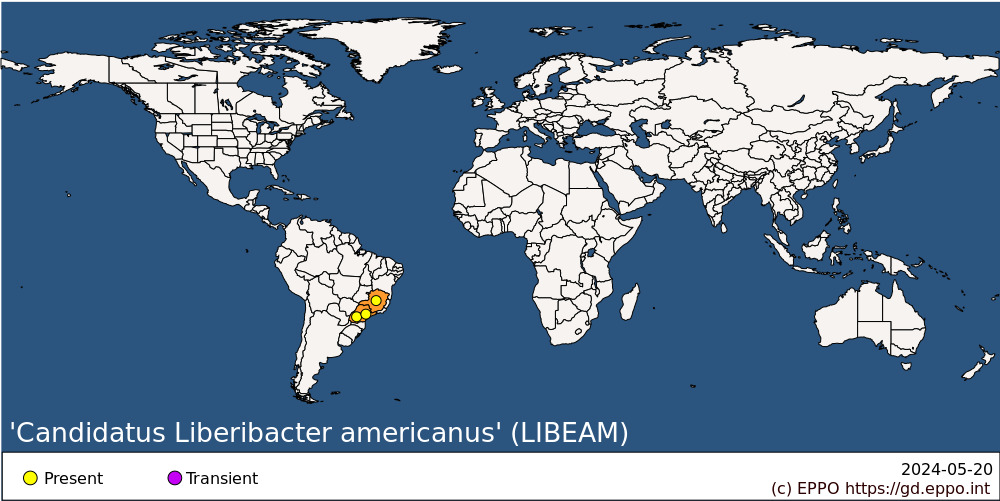 'Candidatus Liberibacter americanus' (LIBEAM)
Present
Transient
2024-05-20
(c) EPPO https://gd.eppo.int